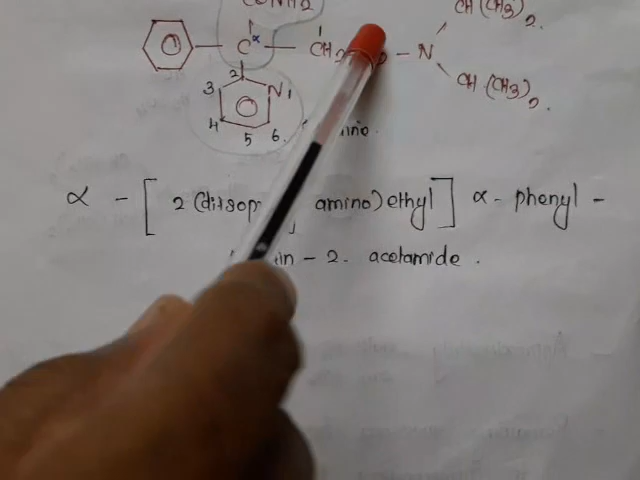 CONH2 CH(CH3)2.
C α — CH2 — N
2 CH(CH3)2.
3 N 1
4 5 6.
α - [ 2 (diisop amino) ethyl ] α - phenyl -
- 2. acetamide.